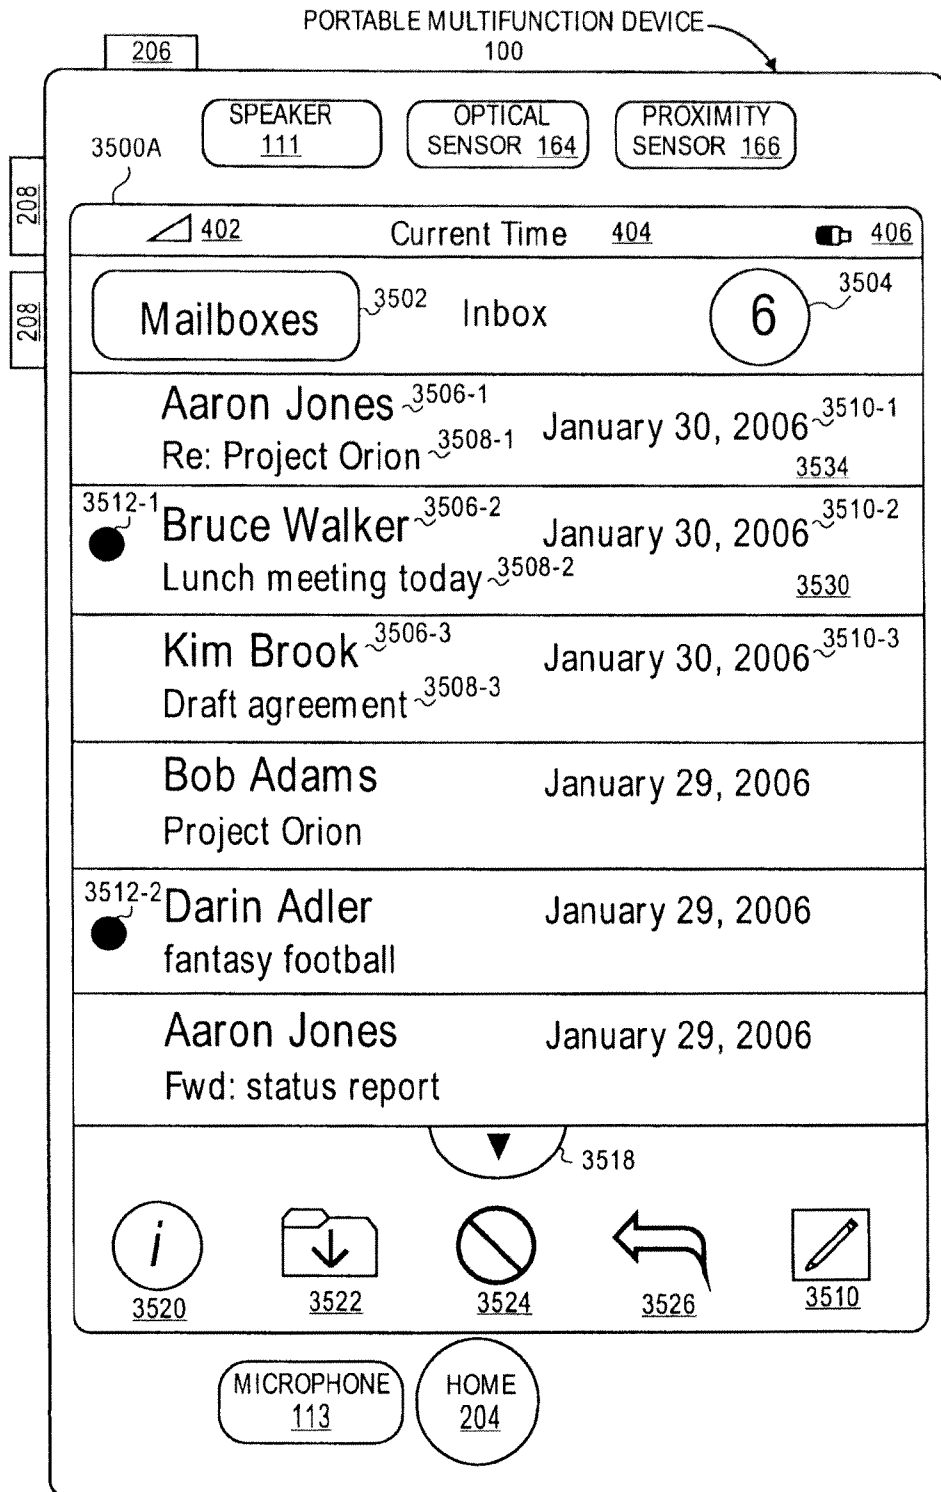 PORTABLE MULTIFUNCTION DEVICE
100
206
SPEAKER
111
OPTICAL
SENSOR 164
PROXIMITY
SENSOR 166
3500A
208
208
402
Current Time 404
406
Mailboxes
3502
Inbox
6
3504
Aaron Jones 3506-1
January 30, 2006 3510-1
Re: Project Orion 3508-1
3534
3512-1
Bruce Walker 3506-2
January 30, 2006 3510-2
Lunch meeting today 3508-2
3530
Kim Brook 3506-3
January 30, 2006 3510-3
Draft agreement 3508-3
Bob Adams
January 29, 2006
Project Orion
3512-2
Darin Adler
January 29, 2006
fantasy football
Aaron Jones
January 29, 2006
Fwd: status report
3518
i
3520
3522
3524
3526
3510
MICROPHONE
113
HOME
204